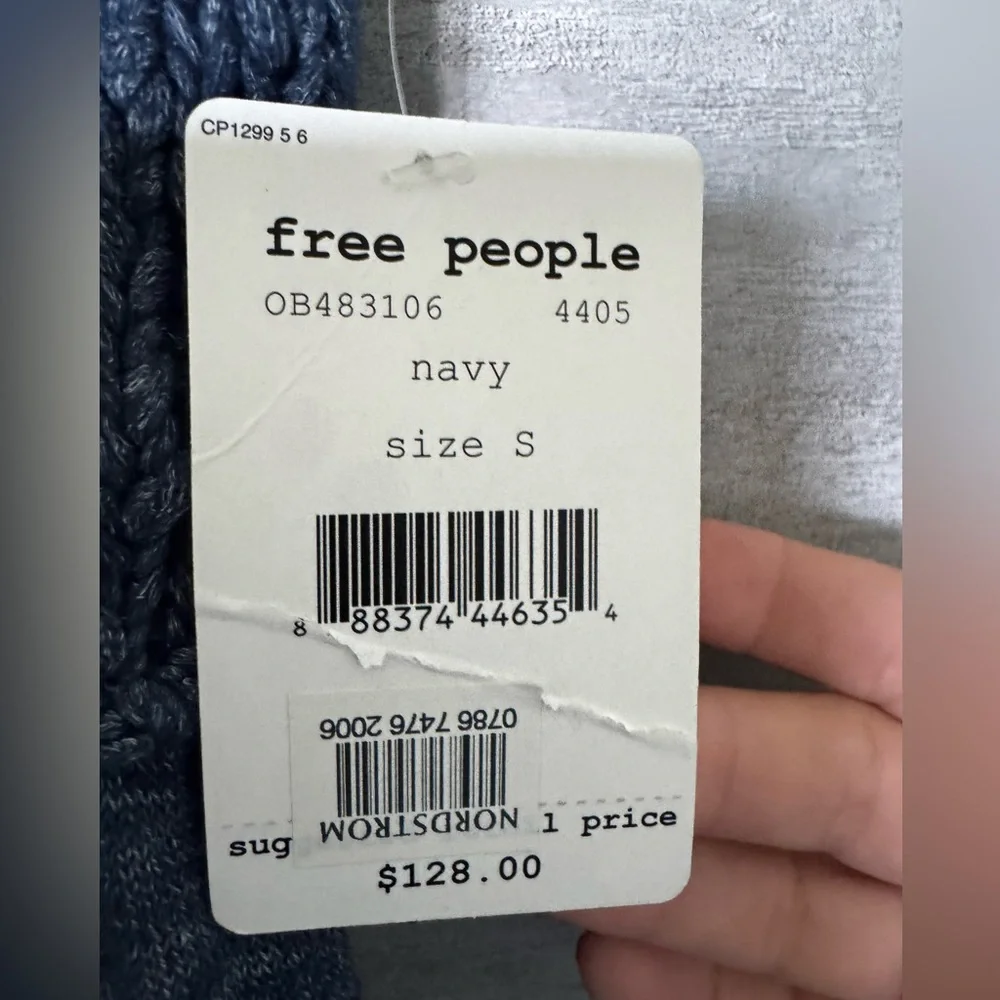 CP1299 5 6
free people
OB483106 4405
navy
size S
8 88374 44635 4
0786 7476 2006
NORDSTROM
sug l price
$128.00